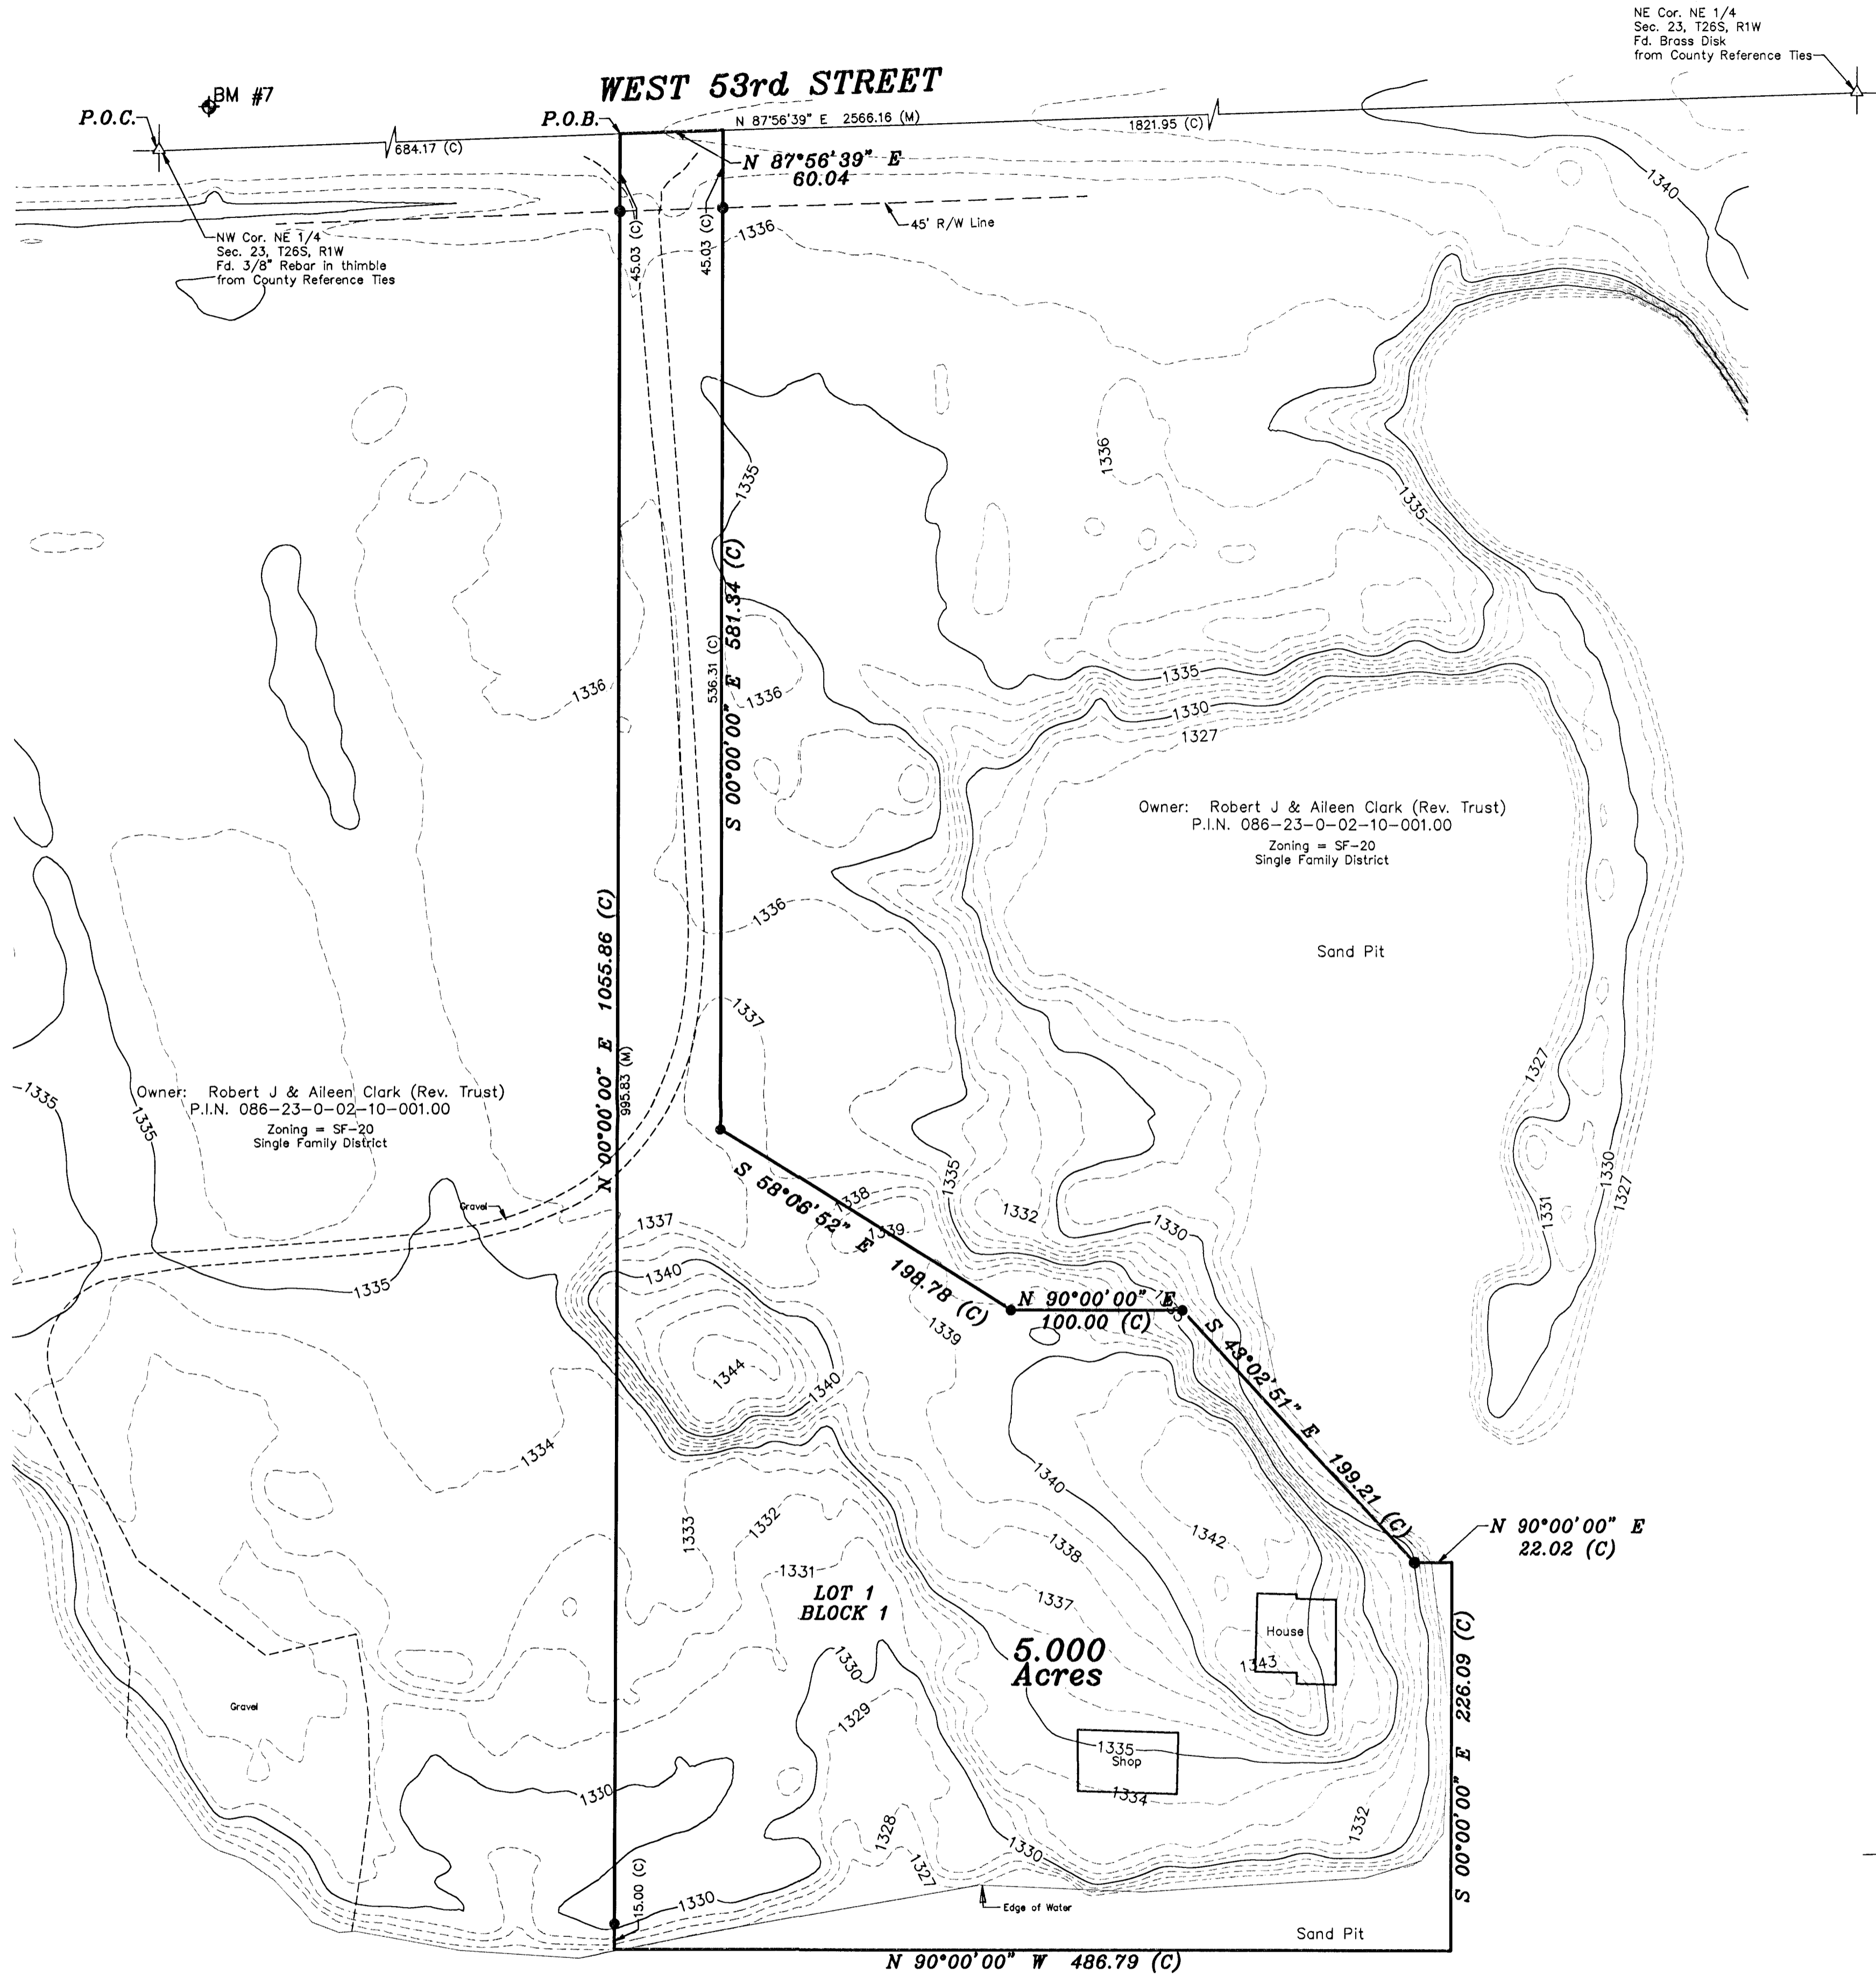 NE Cor. NE 1/4
Sec. 23, T26S, R1W
Fd. Brass Disk
from County Reference Ties
WEST 53rd STREET
BM #7
P.O.C.
P.O.B.
N 87°56'39" E 2566.16 (M)
684.17 (C)
1821.95 (C)
N 87°56'39" E
60.04
1340
45.03 (C)
45.03 (C)
45' R/W Line
1336
NW Cor. NE 1/4
Sec. 23, T26S, R1W
Fd. 3/8" Rebar in thimble
from County Reference Ties
1335
1336
1335
S 00°00'00" E 581.34 (C)
536.31 (C)
1336
1336
1335
1330
1327
Owner: Robert J & Aileen Clark (Rev. Trust)
P.I.N. 086-23-0-02-10-001.00
Zoning = SF-20
Single Family District
Sand Pit
1336
N 00°00'00" E 1055.86 (C)
995.83 (M)
1337
1327
1335
1335
Owner: Robert J & Aileen Clark (Rev. Trust)
P.I.N. 086-23-0-02-10-001.00
Zoning = SF-20
Single Family District
S 58°06'52" E 198.78 (C)
1338
1339
1335
1332
1330
1331
1330
1327
Gravel
1337
1335
1340
N 90°00'00" E
100.00 (C)
1335
1339
1344
1340
S 43°02'51" E 199.21 (C)
1334
1340
1333
1332
1342
1338
N 90°00'00" E
22.02 (C)
1331
LOT 1
BLOCK 1
1337
House
1343
5.000
Acres
1330
1329
S 00°00'00" E 226.09 (C)
Gravel
1335
Shop
1334
1330
1328
1332
1327
1330
15.00 (C)
1330
Edge of Water
Sand Pit
N 90°00'00" W 486.79 (C)